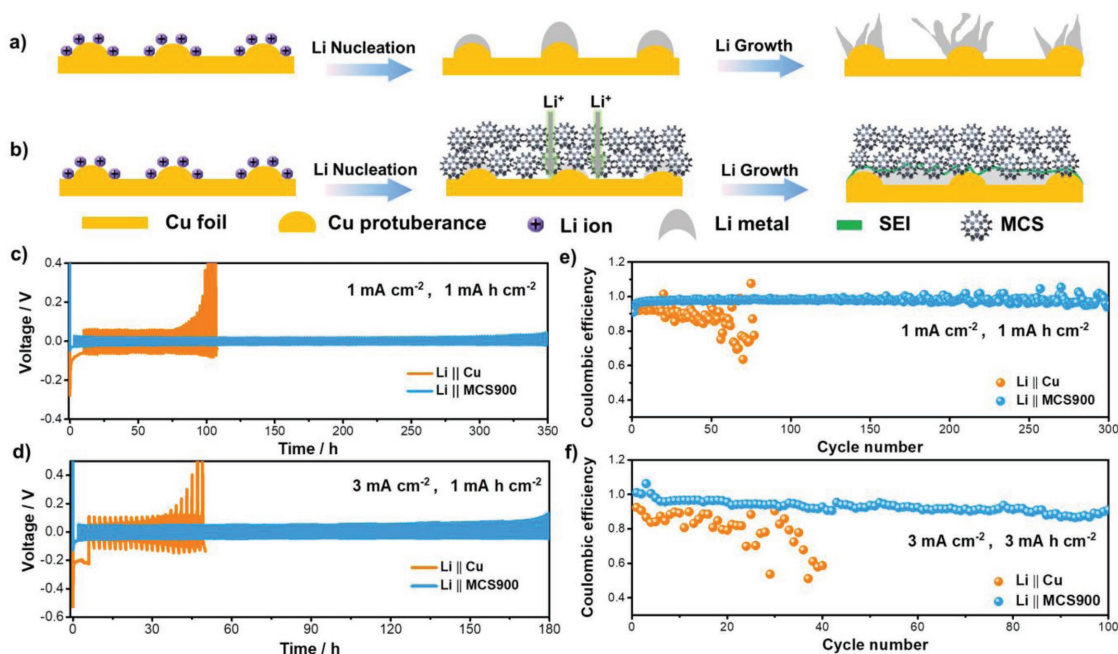 a)
Li Nucleation
Li Growth
Li⁺ Li⁺
b)
Li Nucleation
Li Growth
Cu foil Cu protuberance Li ion Li metal SEI MCS
c)
Voltage / V
0.4
0.2
0.0
-0.2
-0.4
1 mA cm⁻² , 1 mA h cm⁻²
Li || Cu
Li || MCS900
0 50 100 150 200 250 300 350
Time / h
e)
Coulombic efficiency
1.2
1.0
0.8
0.6
0.4
1 mA cm⁻² , 1 mA h cm⁻²
Li || Cu
Li || MCS900
0 50 100 150 200 250 300
Cycle number
d)
Voltage / V
0.4
0.2
0.0
-0.2
-0.4
-0.6
3 mA cm⁻² , 1 mA h cm⁻²
Li || Cu
Li || MCS900
0 30 60 90 120 150 180
Time / h
f)
Coulombic efficiency
1.2
1.0
0.8
0.6
0.4
3 mA cm⁻² , 3 mA h cm⁻²
Li || Cu
Li || MCS900
0 20 40 60 80 100
Cycle number